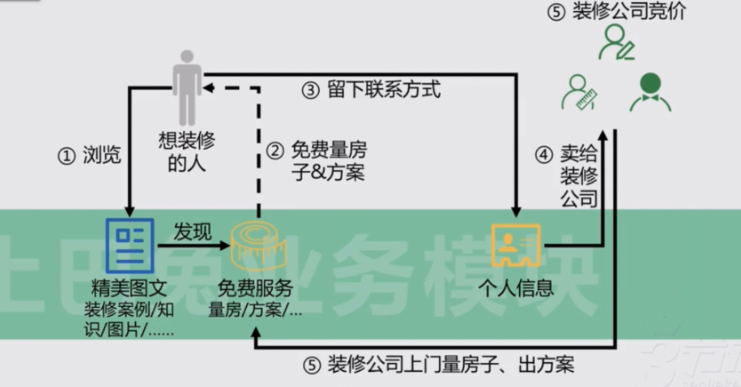 ⑤ 装修公司竞价
③ 留下联系方式
想装修
的人
① 浏览
② 免费量房
子&方案
④ 卖给
装修
公司
发现
土巴兔业务模块
精美图文
装修案例/知
识/图片/......
免费服务
量房/方案/...
个人信息
⑤ 装修公司上门量房子、出方案